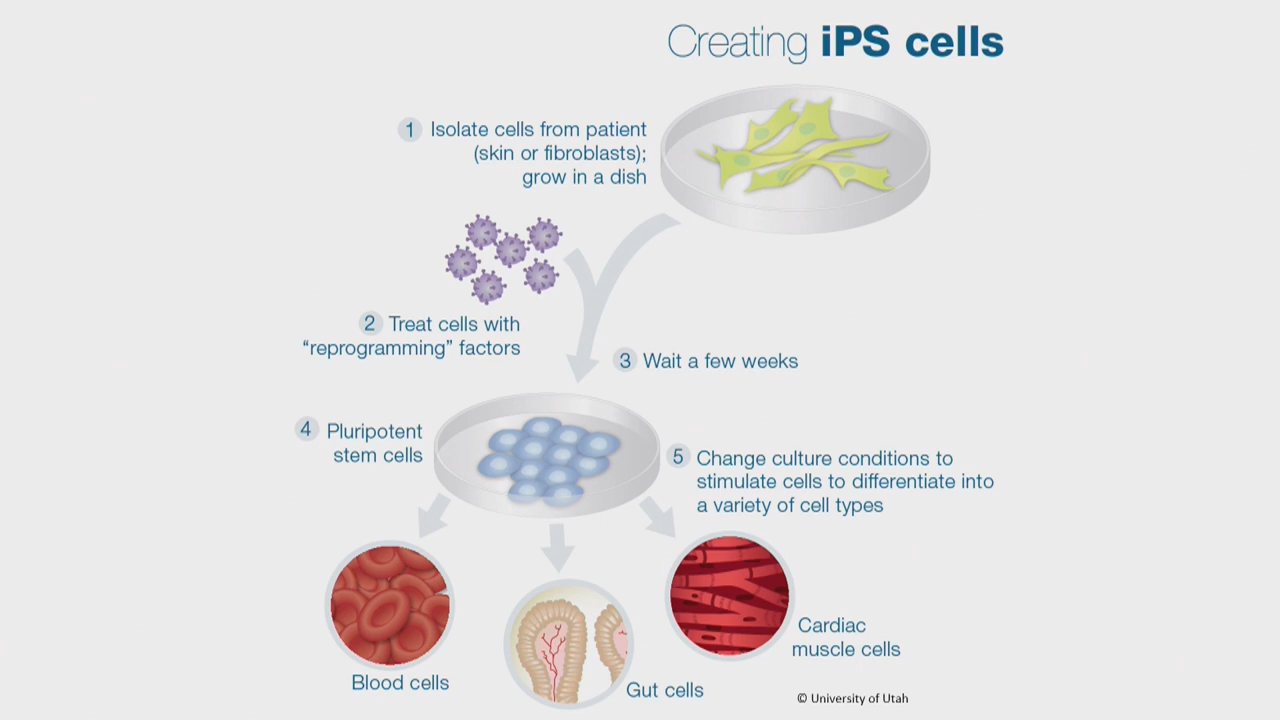 Creating iPS cells
1 Isolate cells from patient
(skin or fibroblasts);
grow in a dish
2 Treat cells with
“reprogramming” factors
3 Wait a few weeks
4 Pluripotent
stem cells
5 Change culture conditions to
stimulate cells to differentiate into
a variety of cell types
Blood cells
Gut cells
Cardiac
muscle cells
© University of Utah